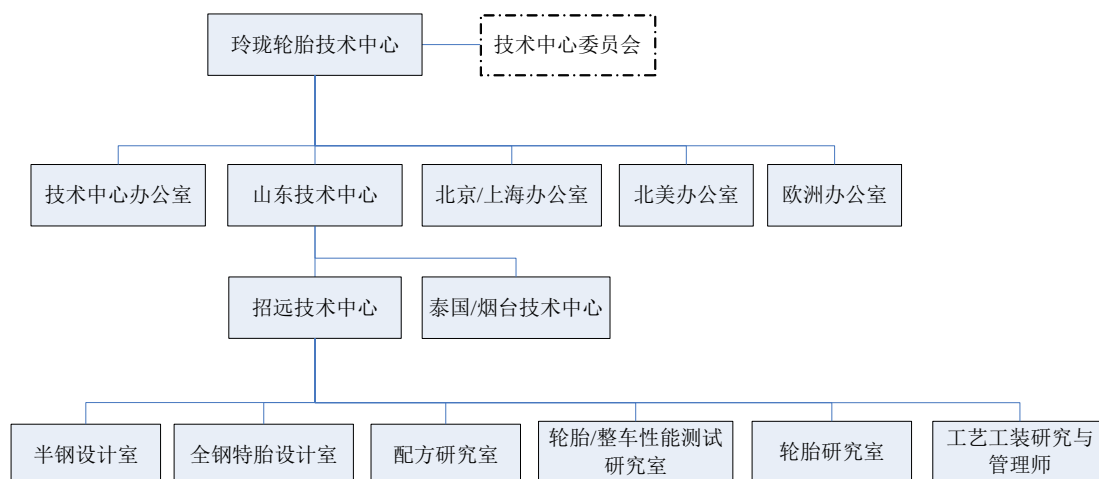 玲珑轮胎技术中心
技术中心委员会
技术中心办公室
山东技术中心
北京/上海办公室
北美办公室
欧洲办公室
招远技术中心
泰国/烟台技术中心
半钢设计室
全钢特胎设计室
配方研究室
轮胎/整车性能测试
研究室
轮胎研究室
工艺工装研究与
管理师